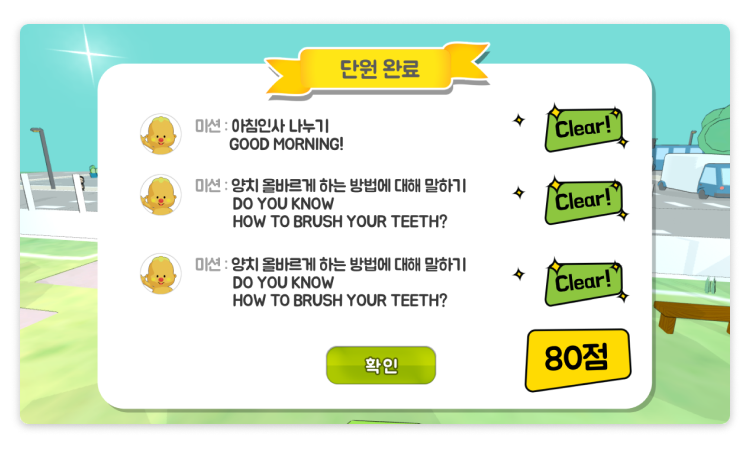 단원 완료
미션 : 아침인사 나누기
GOOD MORNING!
Clear!
미션 : 양치 올바르게 하는 방법에 대해 말하기
DO YOU KNOW
HOW TO BRUSH YOUR TEETH?
Clear!
미션 : 양치 올바르게 하는 방법에 대해 말하기
DO YOU KNOW
HOW TO BRUSH YOUR TEETH?
Clear!
확인
80점